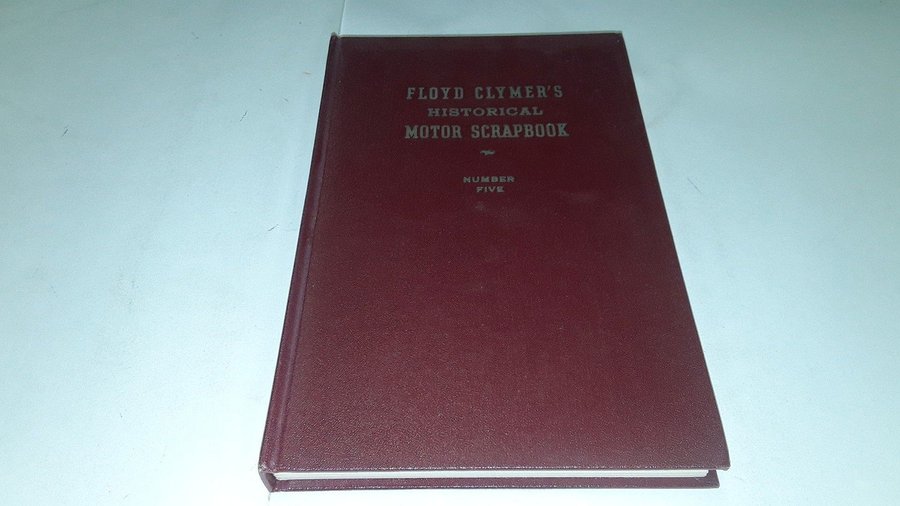 FLOYD CLYMER'S
HISTORICAL
MOTOR SCRAPBOOK
NUMBER
FIVE